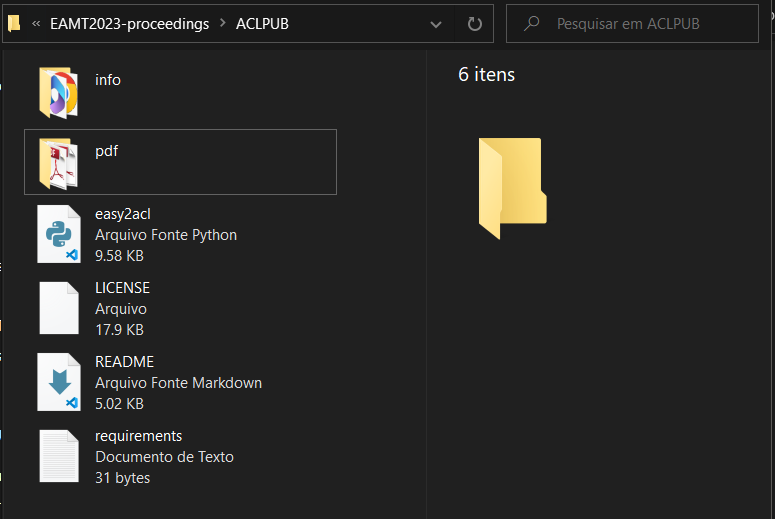 « EAMT2023-proceedings > ACLPUB
Pesquisar em ACLPUB
info
pdf
easy2acl
Arquivo Fonte Python
9.58 KB
LICENSE
Arquivo
17.9 KB
README
Arquivo Fonte Markdown
5.02 KB
requirements
Documento de Texto
31 bytes
6 itens